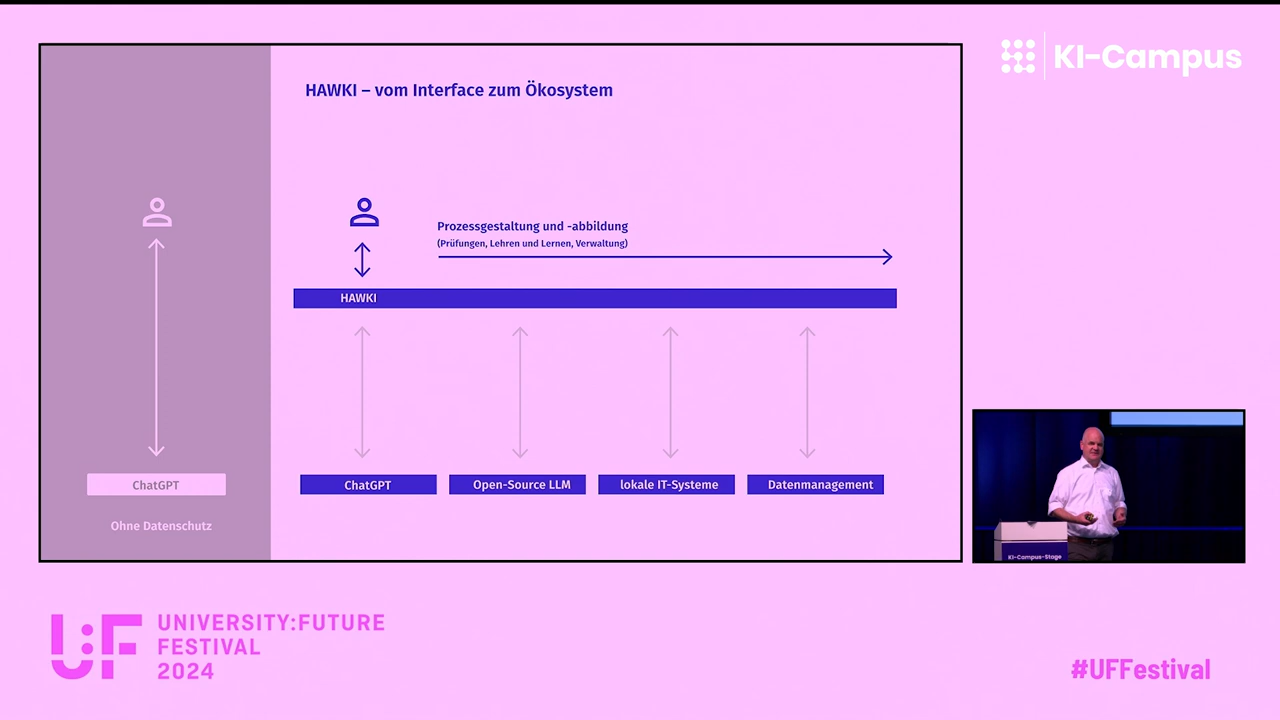 KI-Campus
HAWKI – vom Interface zum Ökosystem
Prozessgestaltung und -abbildung
(Prüfungen, Lehren und Lernen, Verwaltung)
HAWKI
ChatGPT
Ohne Datenschutz
ChatGPT
Open-Source LLM
lokale IT-Systeme
Datenmanagement
KI-Campus-Stage
U:F
UNIVERSITY:FUTURE
FESTIVAL
2024
#UFFestival